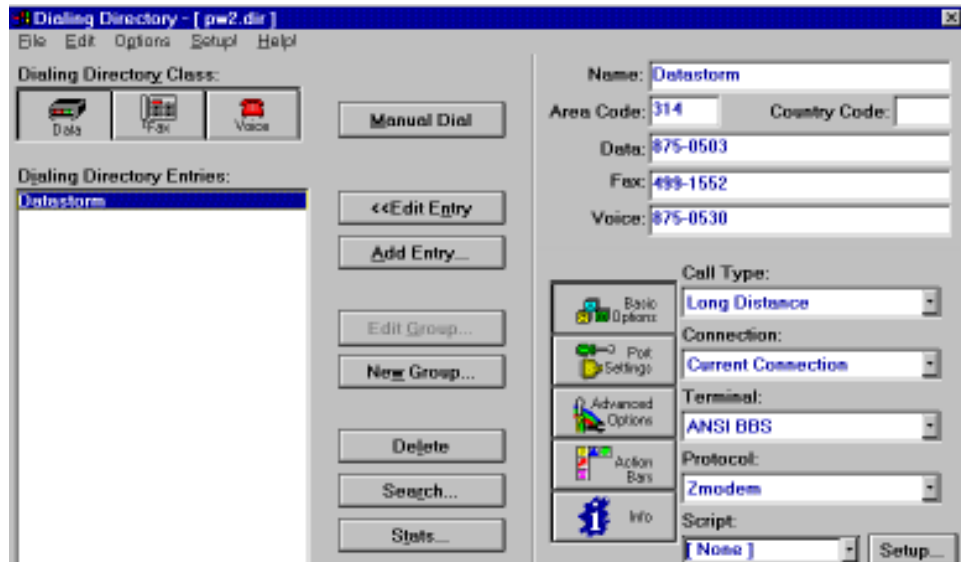 Dialing Directory - [ pw2.dir ]
File Edit Options Setup! Help!
Dialing Directory Class:
Data Fax Voice
Dialing Directory Entries:
Datastorm
Manual Dial
<<Edit Entry
Add Entry...
Edit Group...
New Group...
Delete
Search...
Stats...
Name: Datastorm
Area Code: 314 Country Code:
Data: 875-0503
Fax: 499-1552
Voice: 875-0530
Basic Options
Port Settings
Advanced Options
Action Bars
Info
Call Type:
Long Distance
Connection:
Current Connection
Terminal:
ANSI BBS
Protocol:
Zmodem
Script:
[ None ] Setup...